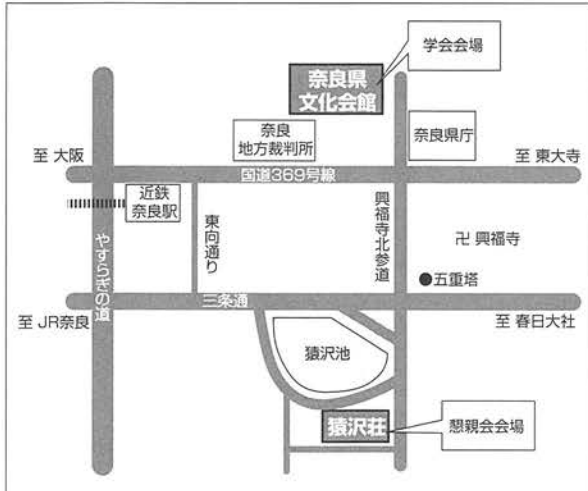 学会会場
奈良県
文化会館
奈良
地方裁判所
奈良県庁
至 大阪
至 東大寺
国道369号線
近鉄
奈良駅
東向通り
興福寺北参道
卍 興福寺
やすらぎの道
●五重塔
三条通
至 JR奈良
至 春日大社
猿沢池
猿沢荘
懇親会会場